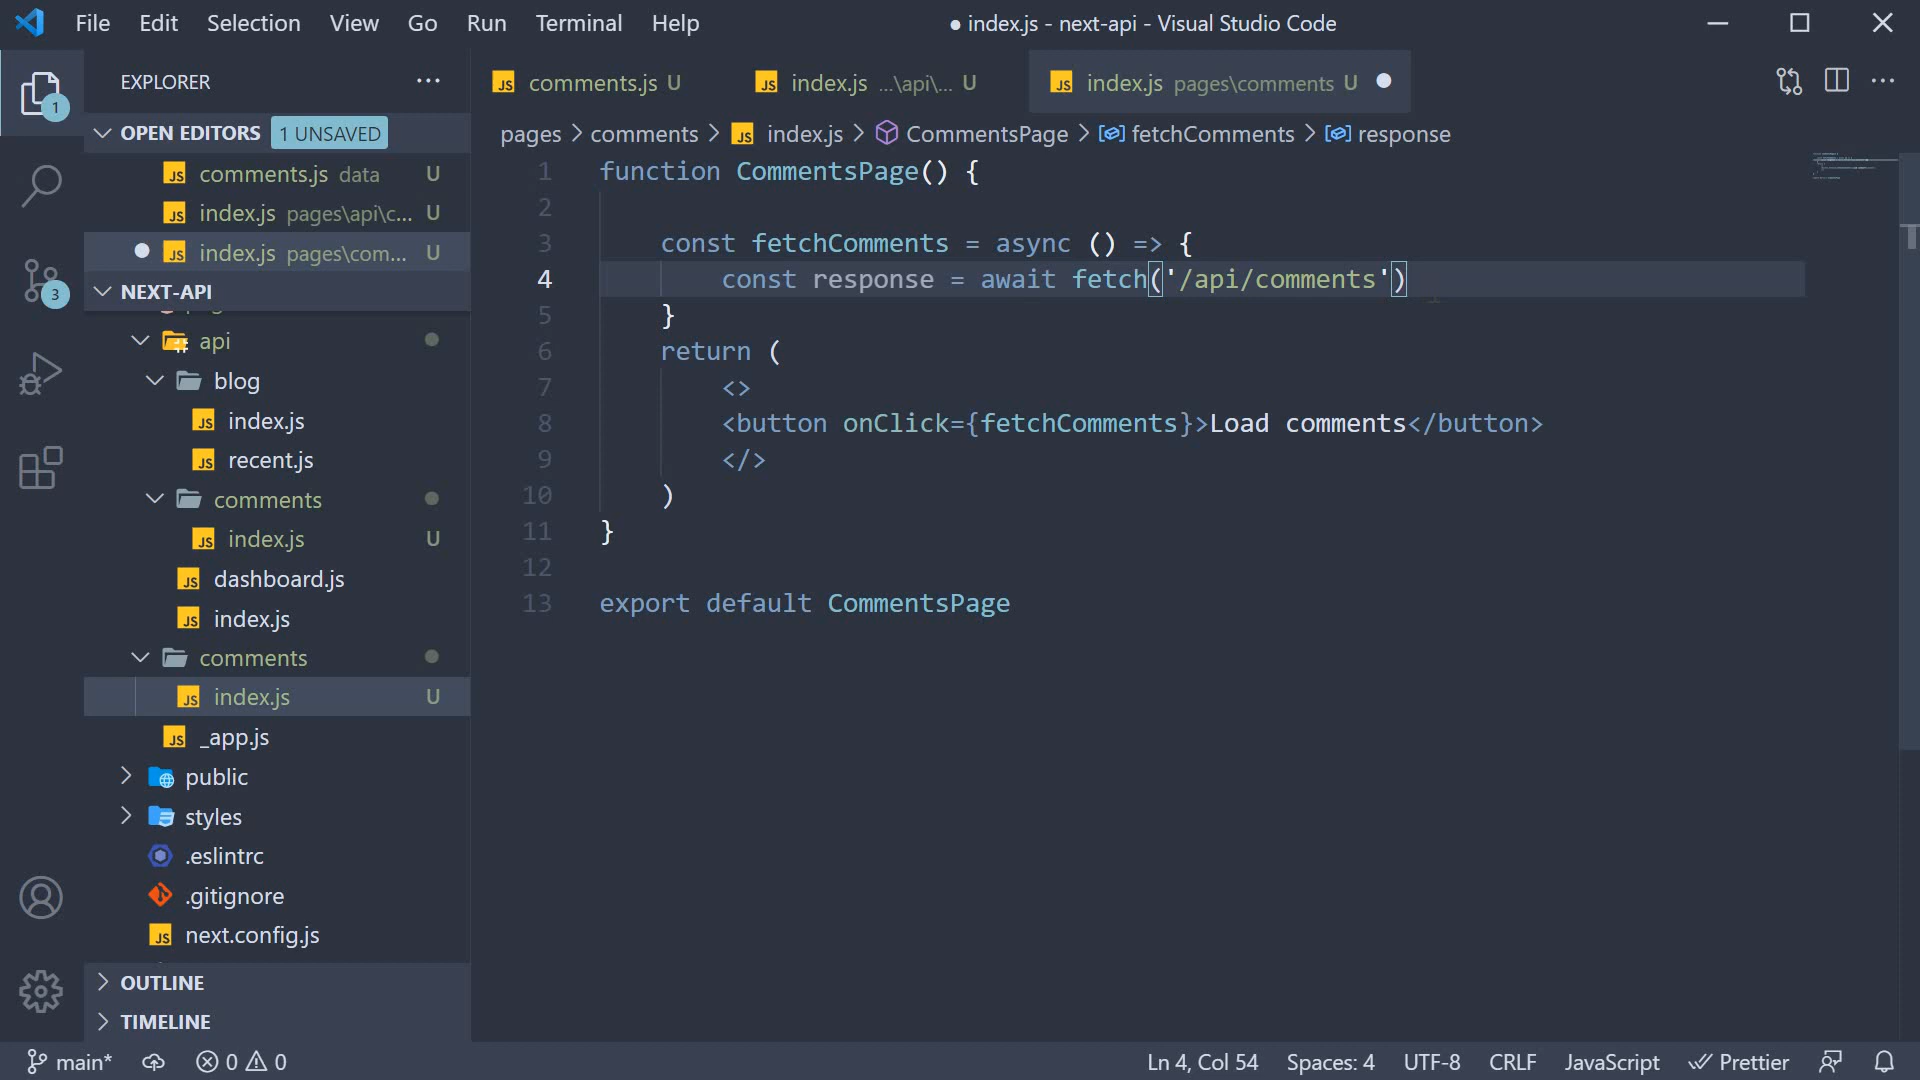 File Edit Selection View Go Run Terminal Help
● index.js - next-api - Visual Studio Code
EXPLORER
OPEN EDITORS 1 UNSAVED
comments.js data U
index.js pages\api\c... U
index.js pages\com... U
NEXT-API
api
blog
index.js
recent.js
comments
index.js U
dashboard.js
index.js
comments
index.js U
_app.js
public
styles
.eslintrc
.gitignore
next.config.js
OUTLINE
TIMELINE
1
3
comments.js U
index.js ...\api\... U
index.js pages\comments U
pages > comments > index.js > CommentsPage > fetchComments > response
1 function CommentsPage() {
2
3 const fetchComments = async () => {
4 const response = await fetch('/api/comments')
5 }
6 return (
7 <>
8 <button onClick={fetchComments}>Load comments</button>
9 </>
10 )
11 }
12
13 export default CommentsPage
main* 0 0
Ln 4, Col 54 Spaces: 4 UTF-8 CRLF JavaScript Prettier